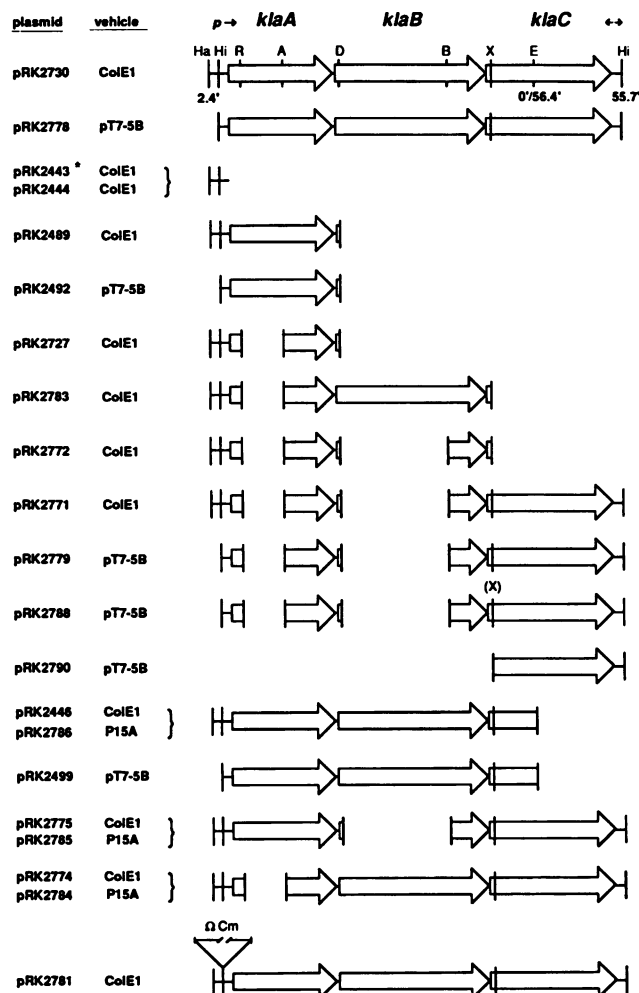 plasmid vehicle p → klaA klaB klaC ↔
Ha Hi R A D B X E Hi
pRK2730 ColE1
2.4' 0'/56.4' 55.7'
pRK2778 pT7-5B
pRK2443 * ColE1
pRK2444 ColE1 }
pRK2489 ColE1
pRK2492 pT7-5B
pRK2727 ColE1
pRK2783 ColE1
pRK2772 ColE1
pRK2771 ColE1
pRK2779 pT7-5B
(X)
pRK2788 pT7-5B
pRK2790 pT7-5B
pRK2446 ColE1
pRK2786 P15A }
pRK2499 pT7-5B
pRK2775 ColE1
pRK2785 P15A }
pRK2774 ColE1
pRK2784 P15A }
Ω Cm
pRK2781 ColE1